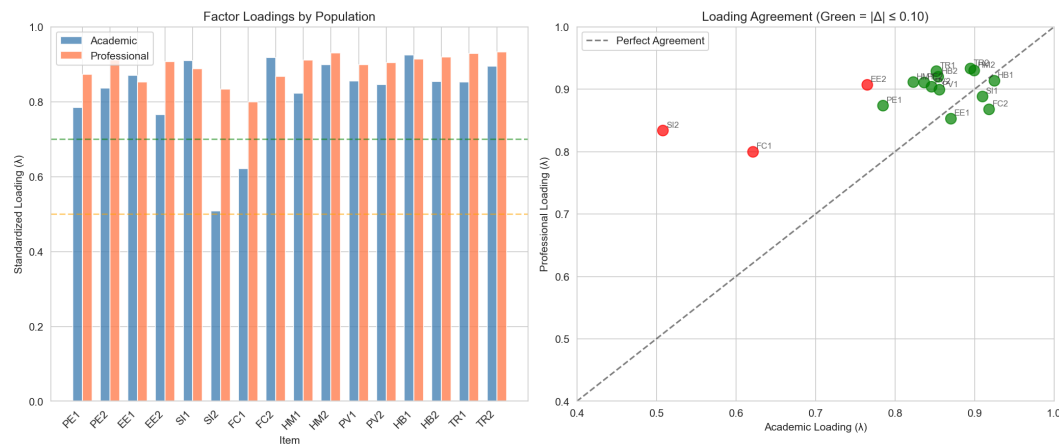 Factor Loadings by Population
Academic
Professional
Standardized Loading (λ)
1.0
0.8
0.6
0.4
0.2
0.0
PE1
PE2
EE1
EE2
SI1
SI2
FC1
FC2
HM1
HM2
PV1
PV2
HB1
HB2
TR1
TR2
Item
Loading Agreement (Green = |Δ| ≤ 0.10)
Perfect Agreement
Professional Loading (λ)
1.0
0.9
0.8
0.7
0.6
0.5
0.4
EE2
SI2
FC1
PE1
TR1
HB2
PV1
TR2
HM2
HB1
SI1
FC2
EE1
0.4
0.5
0.6
0.7
0.8
0.9
1.0
Academic Loading (λ)